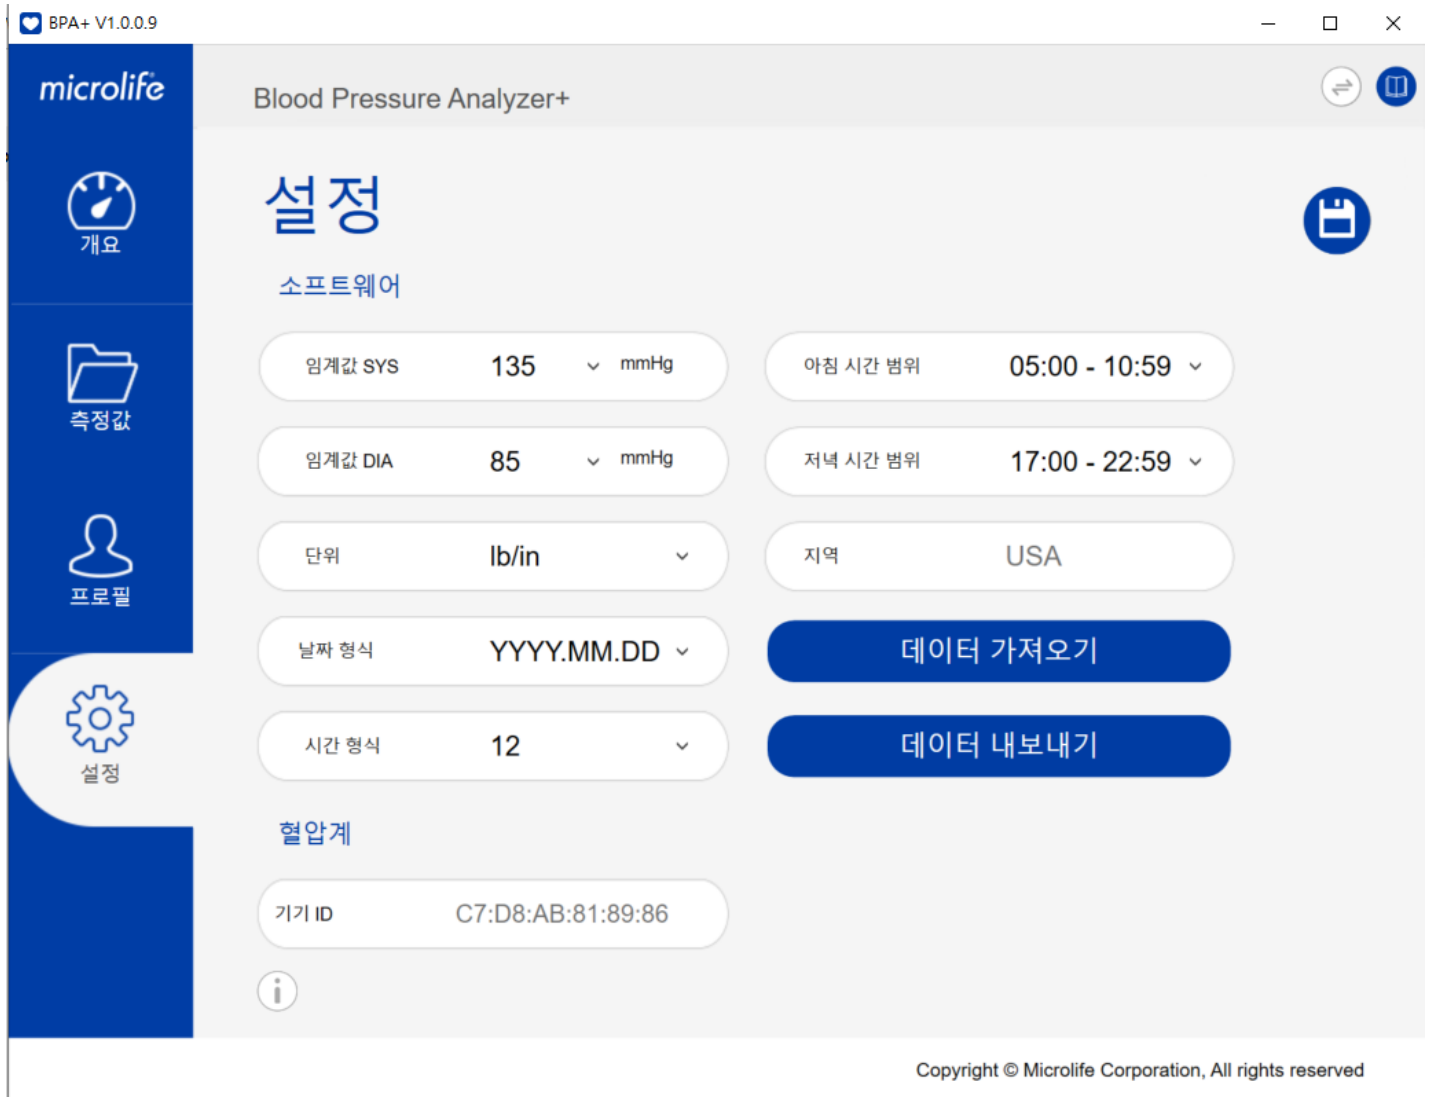 BPA+ V1.0.0.9
microlife
Blood Pressure Analyzer+
개요
측정값
프로필
설정
설정
소프트웨어
임계값 SYS 135 mmHg
아침 시간 범위 05:00 - 10:59
임계값 DIA 85 mmHg
저녁 시간 범위 17:00 - 22:59
단위 lb/in
지역 USA
날짜 형식 YYYY.MM.DD
데이터 가져오기
시간 형식 12
데이터 내보내기
혈압계
기기 ID C7:D8:AB:81:89:86
Copyright © Microlife Corporation, All rights reserved